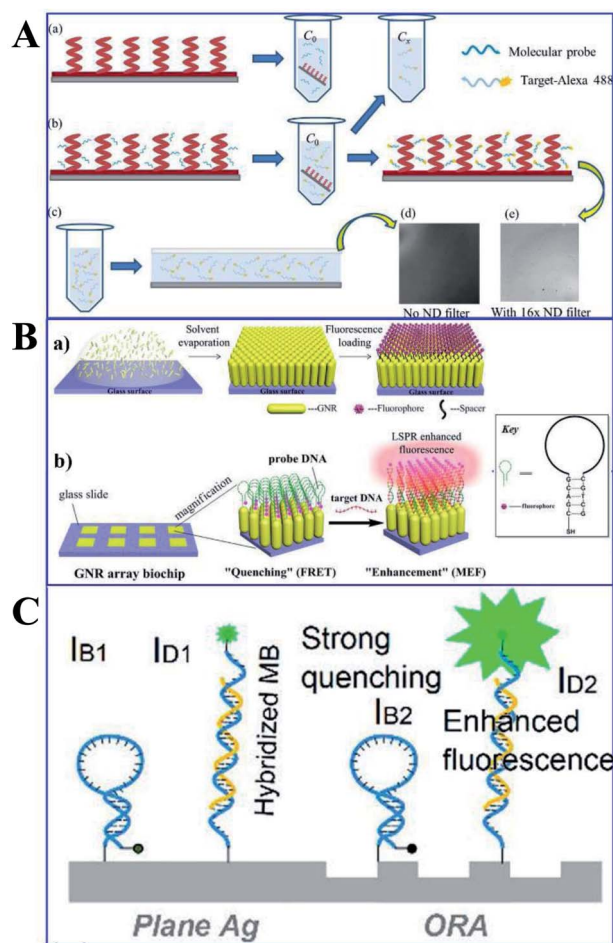 A
(a)
C0
Cx
Molecular probe
Target-Alexa 488
(b)
C0
(c)
(d)
(e)
No ND filter
With 16x ND filter
B
a)
Solvent
evaporation
Fluorescence
loading
Glass surface
Glass surface
Glass surface
---GNR
---Fluorophore
---Spacer
b)
glass slide
magnification
probe DNA
target DNA
LSPR enhanced
fluorescence
GNR array biochip
"Quenching" (FRET)
"Enhancement" (MEF)
Key
fluorophore
SH
C
IB1
ID1
Hybridized MB
Strong
quenching
IB2
ID2
Enhanced
fluorescence
Plane Ag
ORA